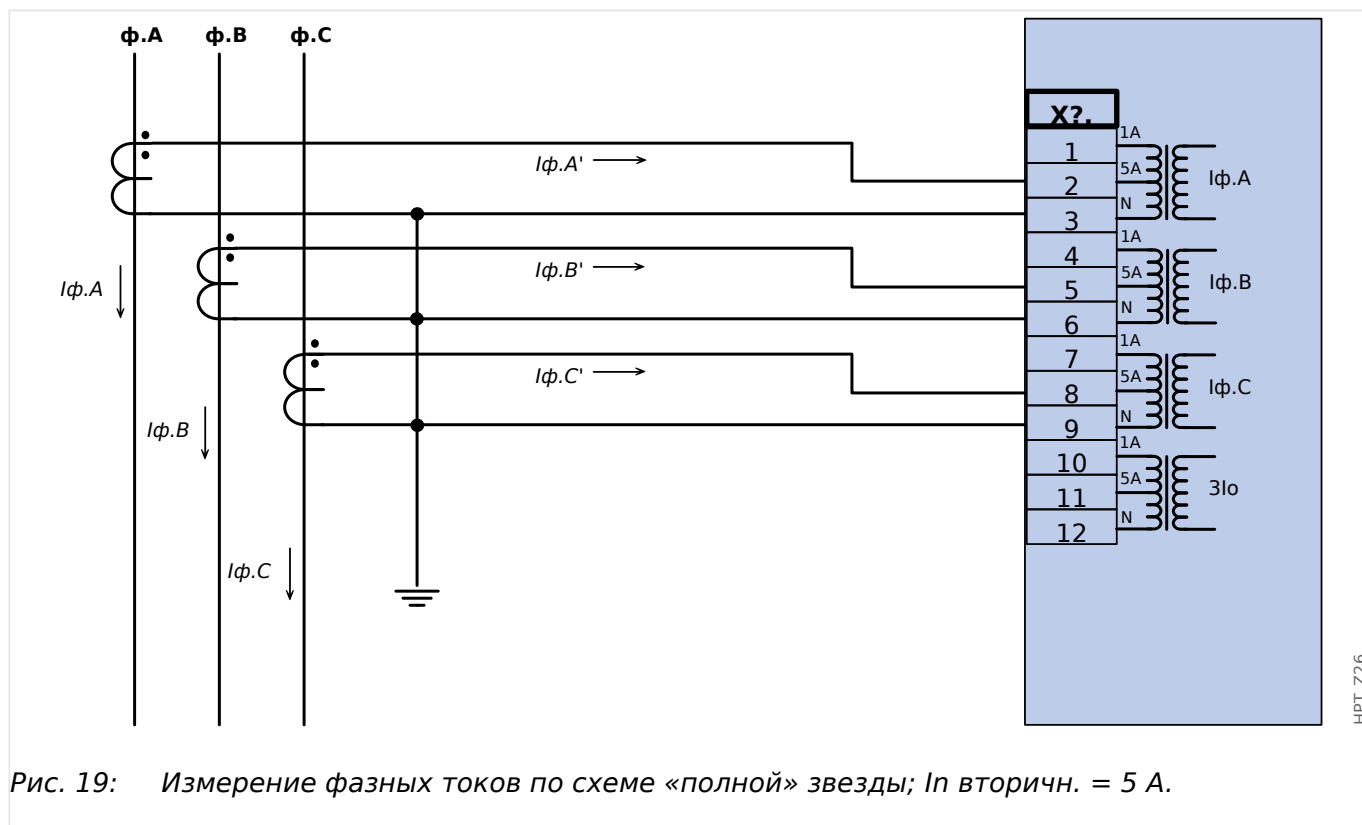 ф.A ф.B ф.C
X?.
1A
1
5A
2
N
3
Iф.A
1A
4
5A
5
N
6
Iф.B
1A
7
5A
8
N
9
Iф.C
1A
10
5A
11
N
12
3Io
Iф.A'
Iф.B'
Iф.C'
Iф.A
Iф.B
Iф.C
Рис. 19: Измерение фазных токов по схеме «полной» звезды; In вторичн. = 5 A.